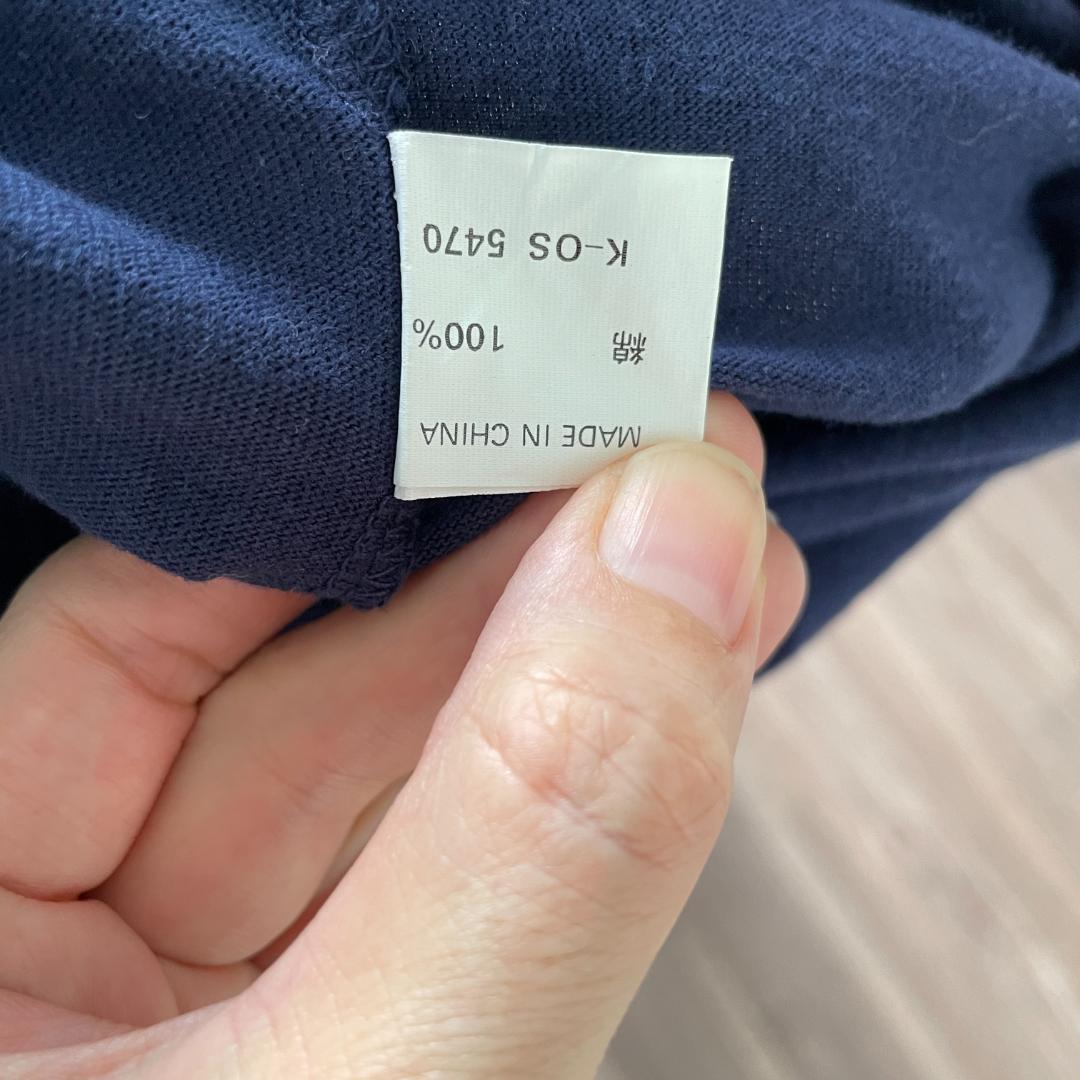 MADE IN CHINA
綿 100%
K-OS 5470